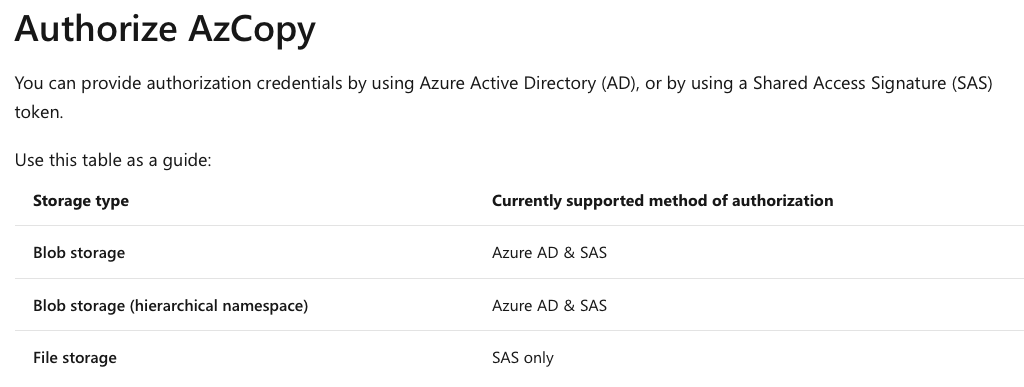 Authorize AzCopy
You can provide authorization credentials by using Azure Active Directory (AD), or by using a Shared Access Signature (SAS)
token.
Use this table as a guide:
Storage type Currently supported method of authorization
Blob storage Azure AD & SAS
Blob storage (hierarchical namespace) Azure AD & SAS
File storage SAS only